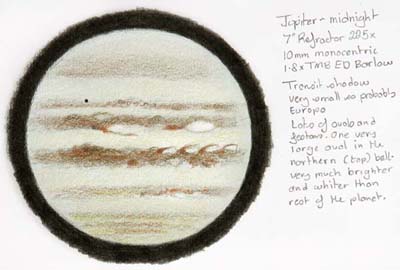 Jupiter - midnight
7" Refractor 205x
10mm monocentric
1.8x TMB ED Barlow
Transit shadow
very small so probably
Europa
Lots of ovals and
festoons. One very
large oval in the
northern (top) belt.
very much brighter
and whiter than
rest of the planet.